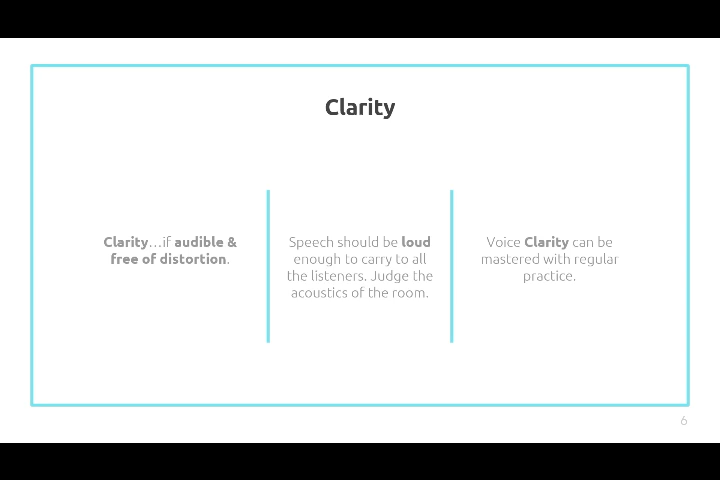 Clarity
Clarity...if audible &
free of distortion.
Speech should be loud
enough to carry to all
the listeners. Judge the
acoustics of the room.
Voice Clarity can be
mastered with regular
practice.
6